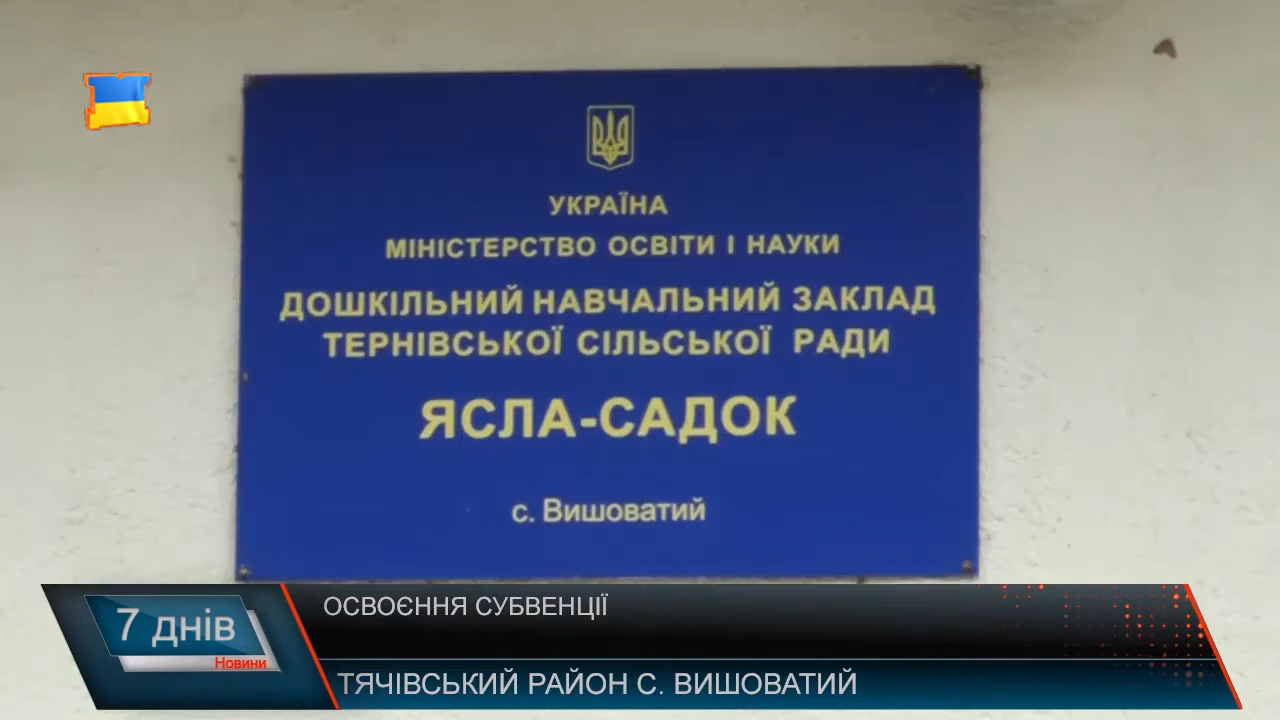 УКРАЇНА
МІНІСТЕРСТВО ОСВІТИ І НАУКИ
ДОШКІЛЬНИЙ НАВЧАЛЬНИЙ ЗАКЛАД
ТЕРНІВСЬКОЇ СІЛЬСЬКОЇ РАДИ
ЯСЛА-САДОК
с. Вишоватий
7 днів
Новини
ОСВОЄННЯ СУБВЕНЦІЇ
ТЯЧІВСЬКИЙ РАЙОН С. ВИШОВАТИЙ